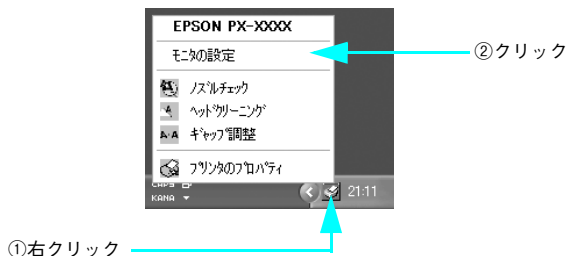 EPSON PX-XXXX
モニタの設定
②クリック
ﾉｽﾞﾙﾁｪｯｸ
ﾍｯﾄﾞｸﾘｰﾆﾝｸﾞ
ｷﾞｬｯﾌﾟ調整
ﾌﾟﾘﾝﾀのﾌﾟﾛﾊﾟﾃｨ
CAPS
KANA
21:11
①右クリック